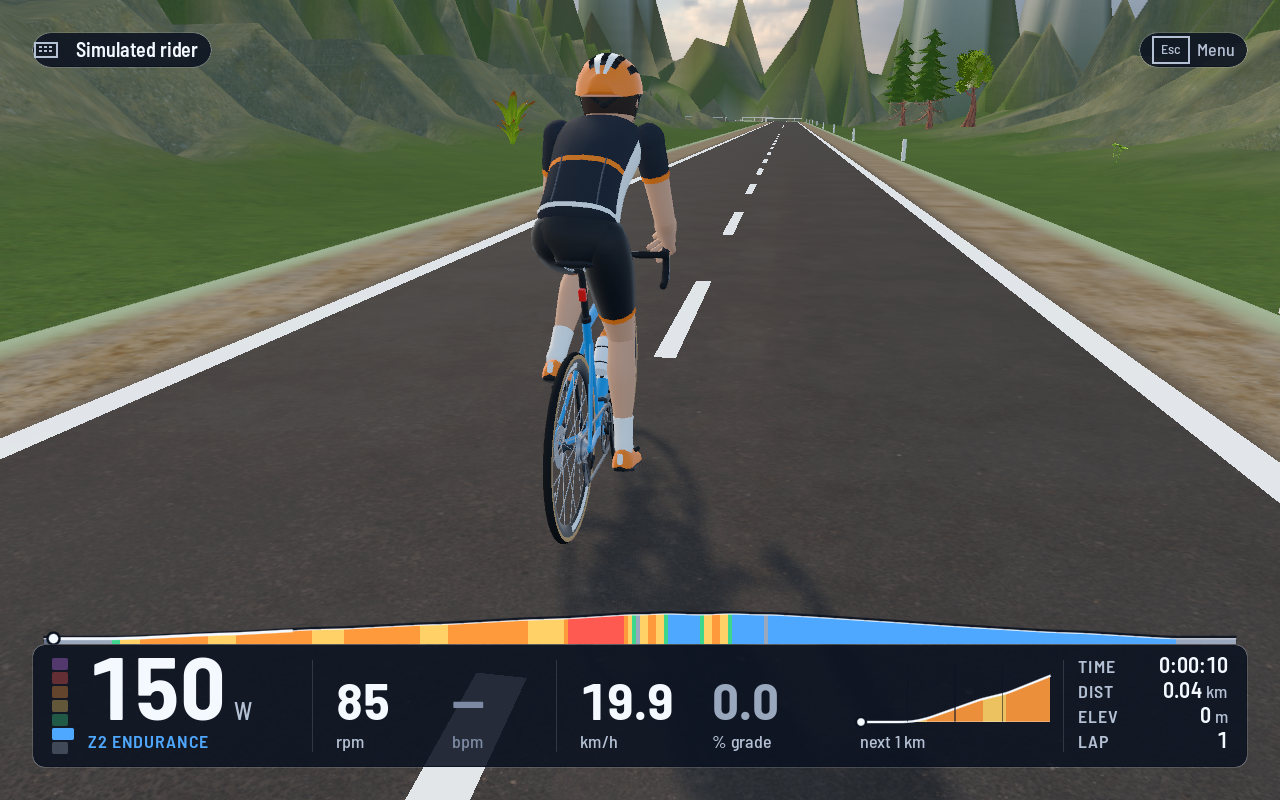 Simulated rider
Esc Menu
150 W
Z2 ENDURANCE
85
rpm
—
bpm
19.9
km/h
0.0
% grade
next 1 km
TIME 0:00:10
DIST 0.04 km
ELEV 0 m
LAP 1